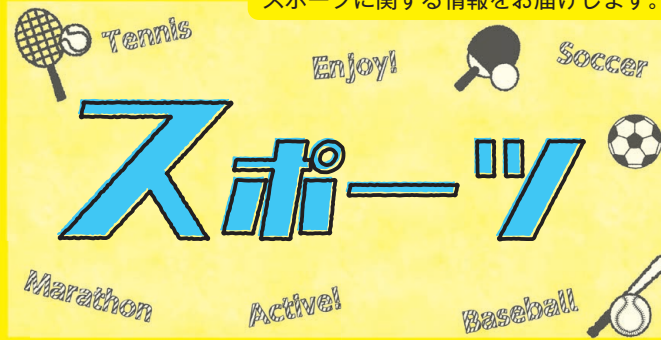 スポーツに関する情報をお届けします。
Tennis
Enjoy!
Soccer
スポーツ
Marathon
Active!
Baseball